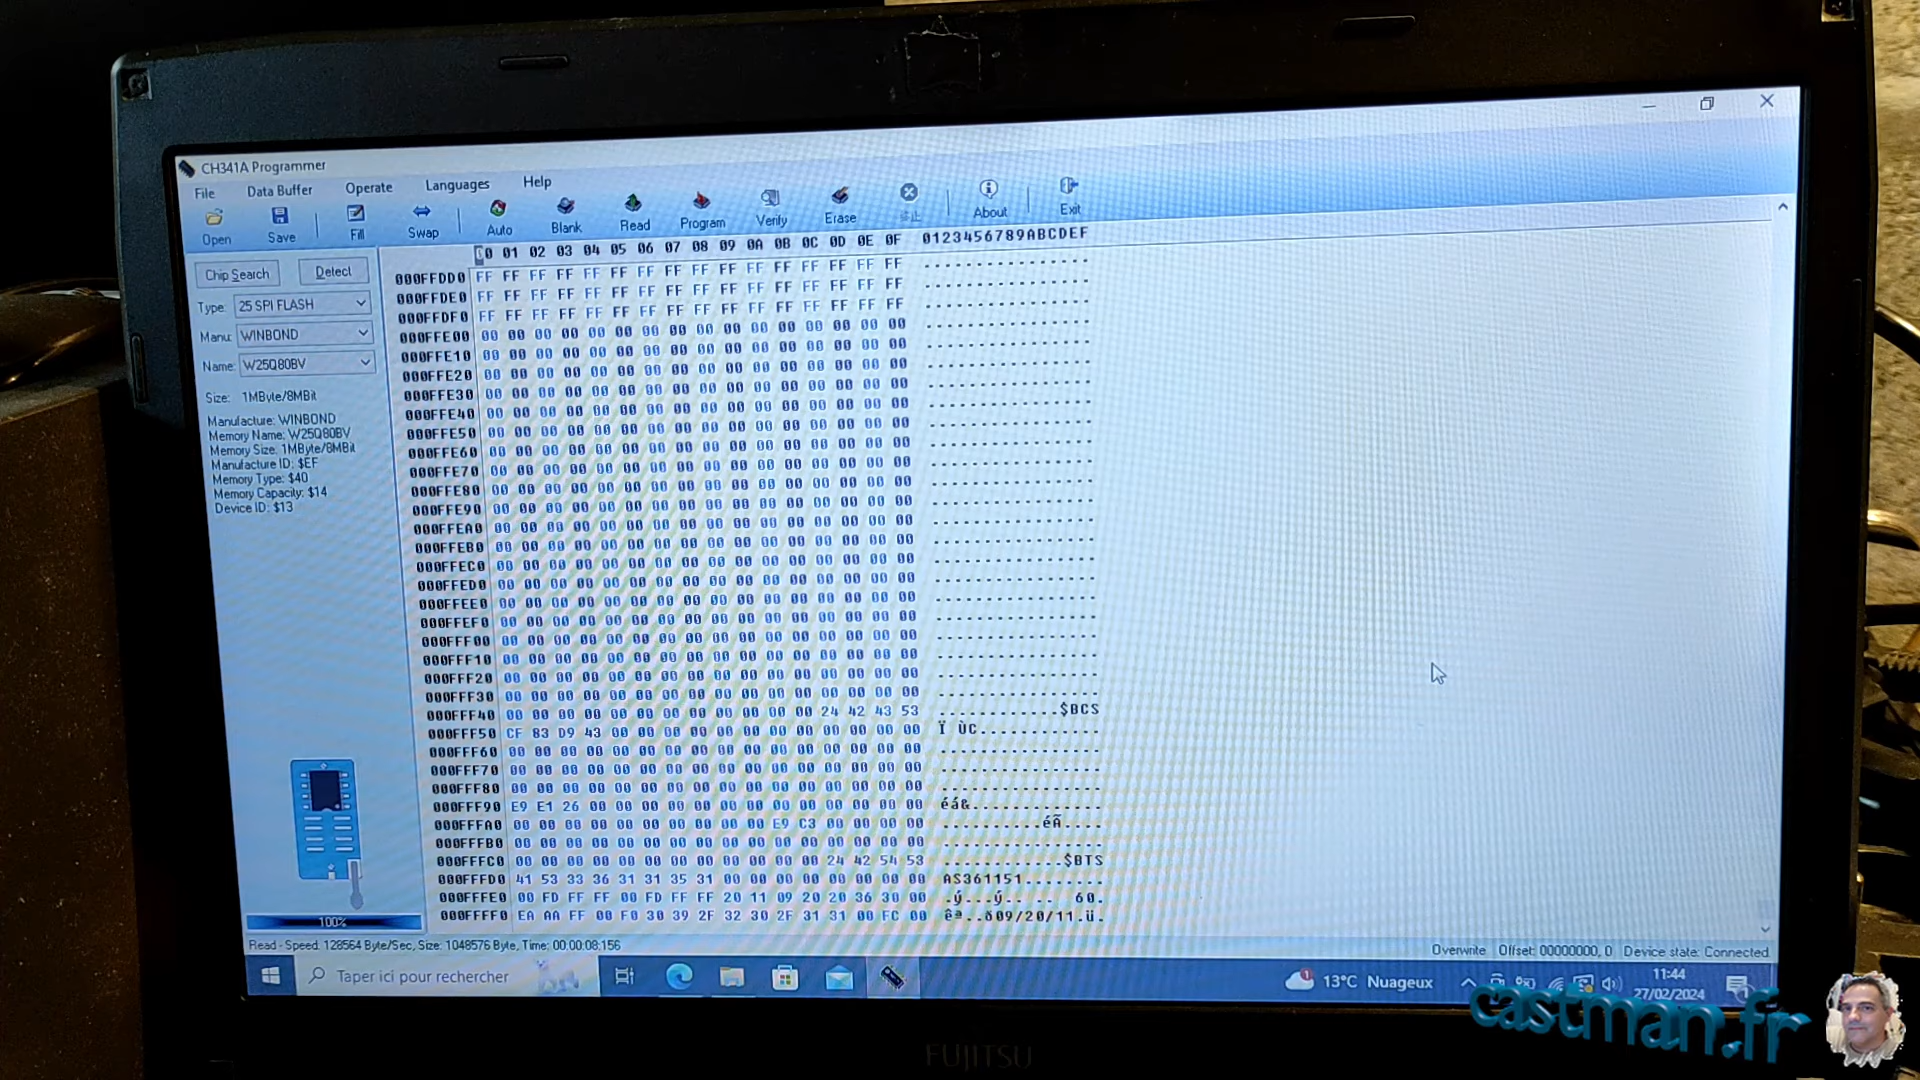 CH341A Programmer
File Data Buffer Operate Languages Help
Open Save Fill Swap Auto Blank Read Program Verify Erase About Exit
Chip Search Detect
Type: 25 SPI FLASH
Manu: WINBOND
Name: W25Q80BV
Size: 1MByte/8MBit
Manufacture: WINBOND
Memory Name: W25Q80BV
Memory Size: 1MByte/8MBit
Manufacture ID: $EF
Memory Type: $40
Memory Capacity: $14
Device ID: $13
100%
00 01 02 03 04 05 06 07 08 09 0A 0B 0C 0D 0E 0F 0123456789ABCDEF
000FFDD0 FF FF FF FF FF FF FF FF FF FF FF FF FF FF FF FF ................
000FFDE0 FF FF FF FF FF FF FF FF FF FF FF FF FF FF FF FF ................
000FFDF0 FF FF FF FF FF FF FF FF FF FF FF FF FF FF FF FF ................
000FFE00 00 00 00 00 00 00 00 00 00 00 00 00 00 00 00 00 ................
000FFE10 00 00 00 00 00 00 00 00 00 00 00 00 00 00 00 00 ................
000FFE20 00 00 00 00 00 00 00 00 00 00 00 00 00 00 00 00 ................
000FFE30 00 00 00 00 00 00 00 00 00 00 00 00 00 00 00 00 ................
000FFE40 00 00 00 00 00 00 00 00 00 00 00 00 00 00 00 00 ................
000FFE50 00 00 00 00 00 00 00 00 00 00 00 00 00 00 00 00 ................
000FFE60 00 00 00 00 00 00 00 00 00 00 00 00 00 00 00 00 ................
000FFE70 00 00 00 00 00 00 00 00 00 00 00 00 00 00 00 00 ................
000FFE80 00 00 00 00 00 00 00 00 00 00 00 00 00 00 00 00 ................
000FFE90 00 00 00 00 00 00 00 00 00 00 00 00 00 00 00 00 ................
000FFEA0 00 00 00 00 00 00 00 00 00 00 00 00 00 00 00 00 ................
000FFEB0 00 00 00 00 00 00 00 00 00 00 00 00 00 00 00 00 ................
000FFEC0 00 00 00 00 00 00 00 00 00 00 00 00 00 00 00 00 ................
000FFED0 00 00 00 00 00 00 00 00 00 00 00 00 00 00 00 00 ................
000FFEE0 00 00 00 00 00 00 00 00 00 00 00 00 00 00 00 00 ................
000FFEF0 00 00 00 00 00 00 00 00 00 00 00 00 00 00 00 00 ................
000FFF00 00 00 00 00 00 00 00 00 00 00 00 00 00 00 00 00 ................
000FFF10 00 00 00 00 00 00 00 00 00 00 00 00 00 00 00 00 ................
000FFF20 00 00 00 00 00 00 00 00 00 00 00 00 00 00 00 00 ................
000FFF30 00 00 00 00 00 00 00 00 00 00 00 00 00 00 00 00 ................
000FFF40 00 00 00 00 00 00 00 00 00 00 00 00 24 42 43 53 ............$BCS
000FFF50 CF 83 D9 43 00 00 00 00 00 00 00 00 00 00 00 00 Ï ÙC............
000FFF60 00 00 00 00 00 00 00 00 00 00 00 00 00 00 00 00 ................
000FFF70 00 00 00 00 00 00 00 00 00 00 00 00 00 00 00 00 ................
000FFF80 00 00 00 00 00 00 00 00 00 00 00 00 00 00 00 00 ................
000FFF90 E9 E1 26 00 00 00 00 00 00 00 00 00 00 00 00 00 éá&.............
000FFFA0 00 00 00 00 00 00 00 00 00 00 E9 C3 00 00 00 00 ..........éÃ....
000FFFB0 00 00 00 00 00 00 00 00 00 00 00 00 00 00 00 00 ................
000FFFC0 00 00 00 00 00 00 00 00 00 00 00 00 24 42 54 53 ............$BTS
000FFFD0 41 53 33 36 31 31 35 31 00 00 00 00 00 00 00 00 AS361151........
000FFFE0 00 FD FF FF 00 FD FF FF 20 11 09 20 20 36 30 00 .ý...ý.. .. 60.
000FFFF0 EA AA FF 00 F0 30 39 2F 32 30 2F 31 31 00 FC 00 êª..ð09/20/11.ü.
Read - Speed: 128564 Byte/Sec, Size: 1048576 Byte, Time: 00:00:08:156
Overwrite Offset: 00000000, 0 Device state: Connected
Taper ici pour rechercher
1 13°C Nuageux
11:44
27/02/2024
castman.fr
FUJITSU